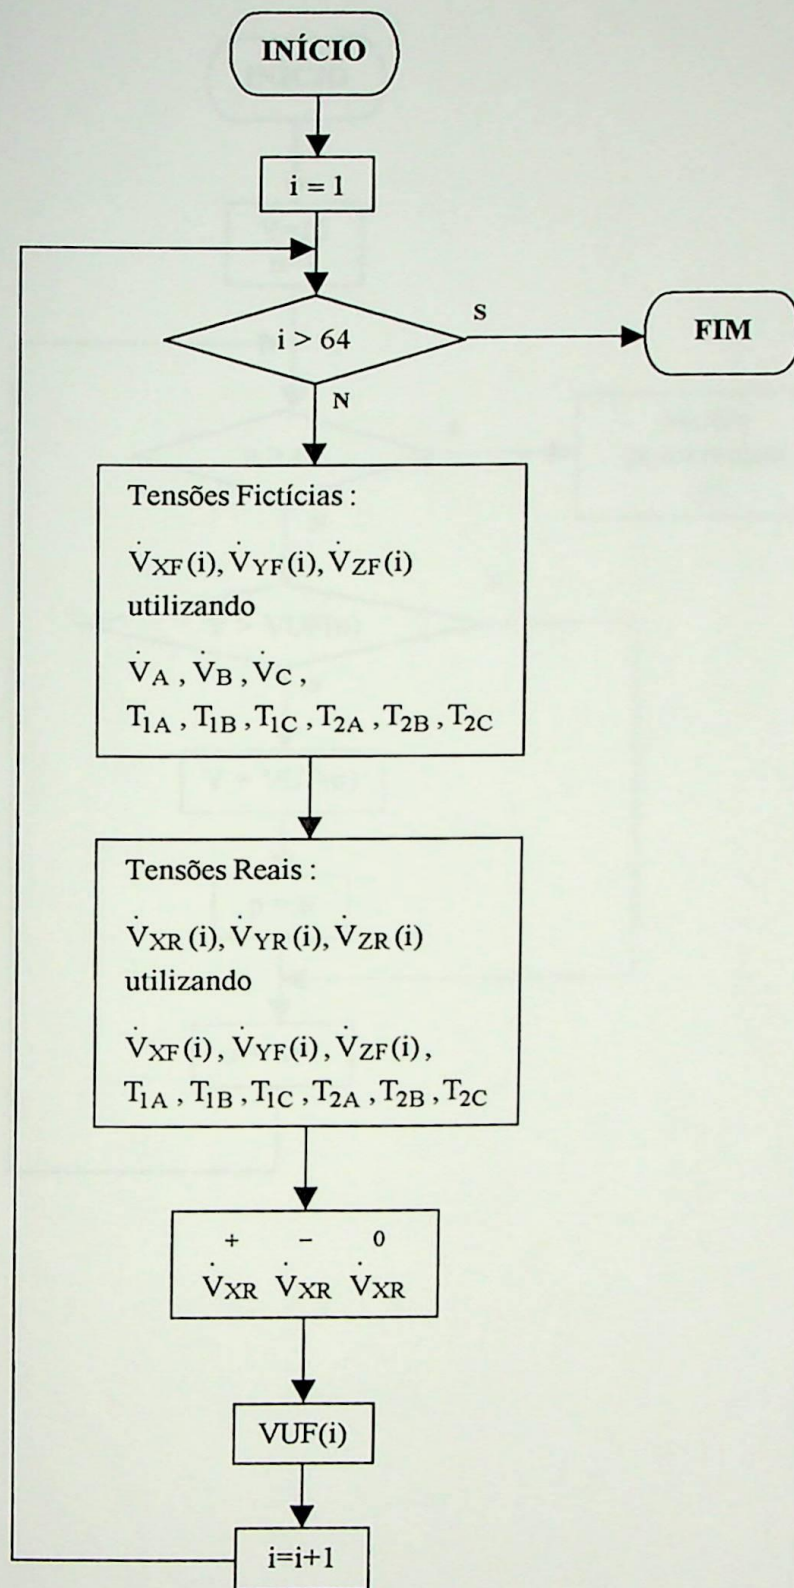 INÍCIO
i = 1
i > 64
S
FIM
N
Tensões Fictícias :
V̇XF(i), V̇YF(i), V̇ZF(i)
utilizando
V̇A , V̇B , V̇C ,
T1A , T1B , T1C , T2A , T2B , T2C
Tensões Reais :
V̇XR(i), V̇YR(i), V̇ZR(i)
utilizando
V̇XF(i), V̇YF(i), V̇ZF(i),
T1A , T1B , T1C , T2A , T2B , T2C
+ − 0
V̇XR V̇XR V̇XR
VUF(i)
i=i+1